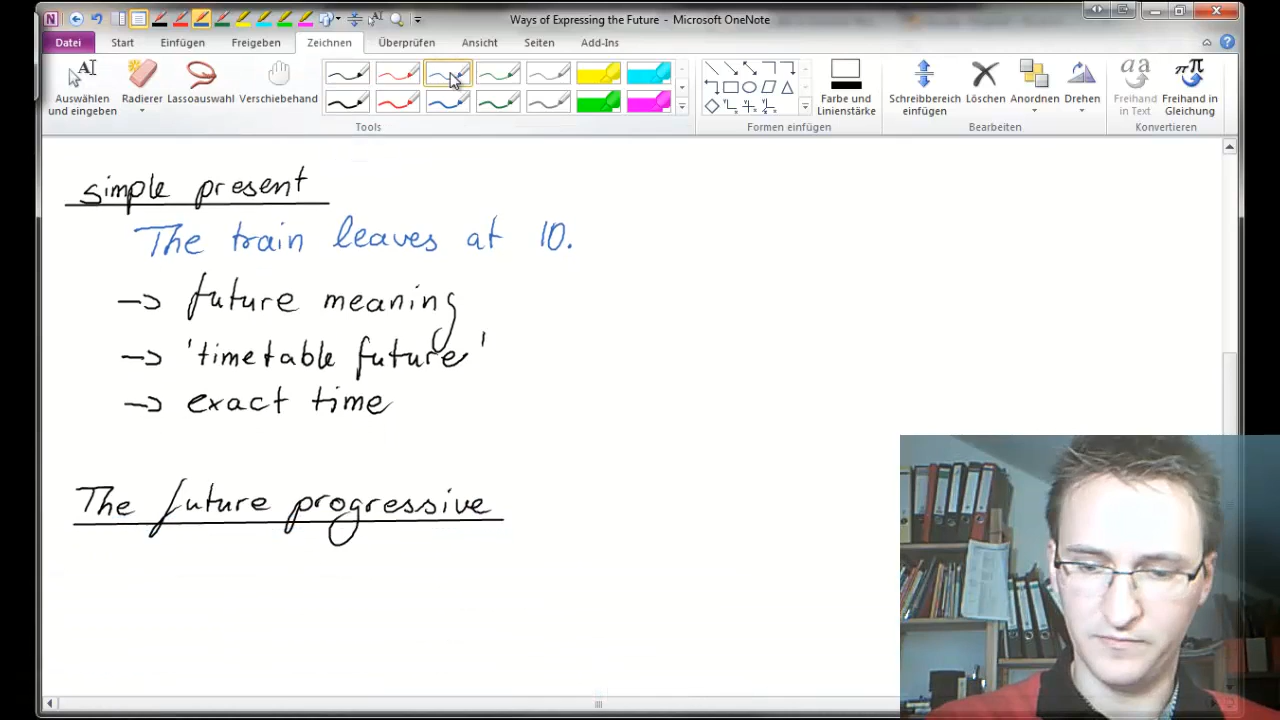 Ways of Expressing the Future - Microsoft OneNote
Datei Start Einfügen Freigeben Zeichnen Überprüfen Ansicht Seiten Add-Ins
Auswählen und eingeben
Radierer
Lassoauswahl
Verschiebehand
Farbe und Linienstärke
Schreibbereich einfügen
Löschen
Anordnen
Drehen
Freihand in Text
Freihand in Gleichung
Tools
Formen einfügen
Bearbeiten
Konvertieren
simple present
The train leaves at 10.
→ future meaning
→ 'timetable future'
→ exact time
The future progressive